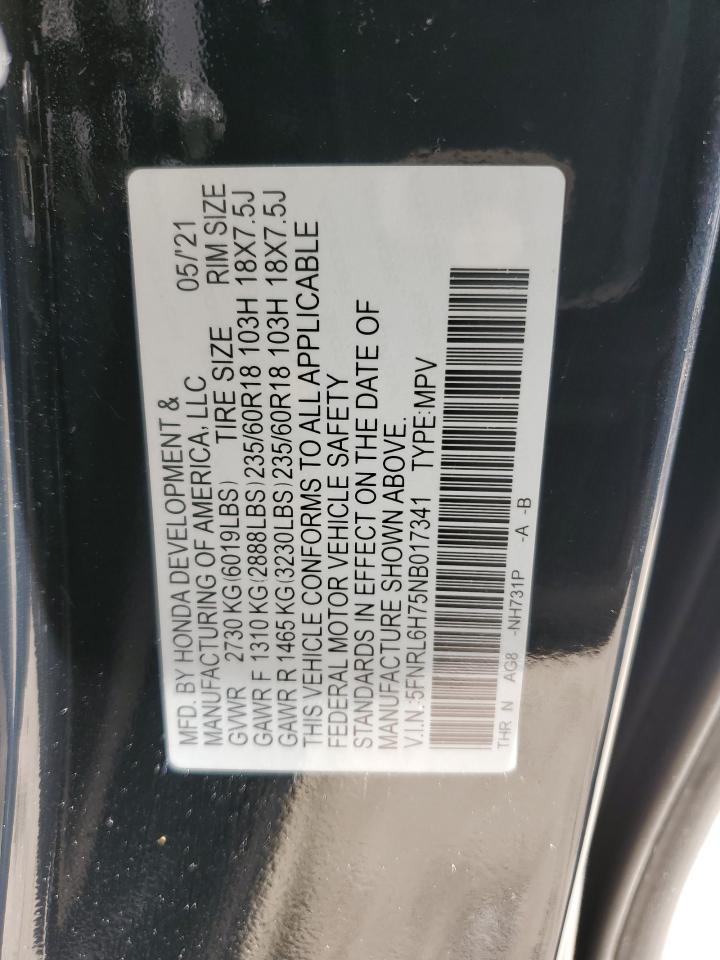 MFD. BY HONDA DEVELOPMENT &
MANUFACTURING OF AMERICA, LLC 05/'21
GVWR 2730 KG (6019LBS) TIRE SIZE RIM SIZE
GAWR F 1310 KG (2888LBS) 235/60R18 103H 18X7.5J
GAWR R 1465 KG (3230LBS) 235/60R18 103H 18X7.5J
THIS VEHICLE CONFORMS TO ALL APPLICABLE
FEDERAL MOTOR VEHICLE SAFETY
STANDARDS IN EFFECT ON THE DATE OF
MANUFACTURE SHOWN ABOVE.
V.I.N.:5FNRL6H75NB017341 TYPE:MPV
THR N AG8 -NH731P -A -B